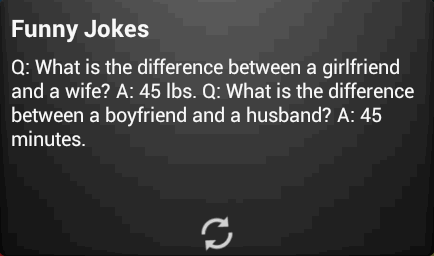 Funny Jokes
Q: What is the difference between a girlfriend
and a wife? A: 45 lbs. Q: What is the difference
between a boyfriend and a husband? A: 45
minutes.